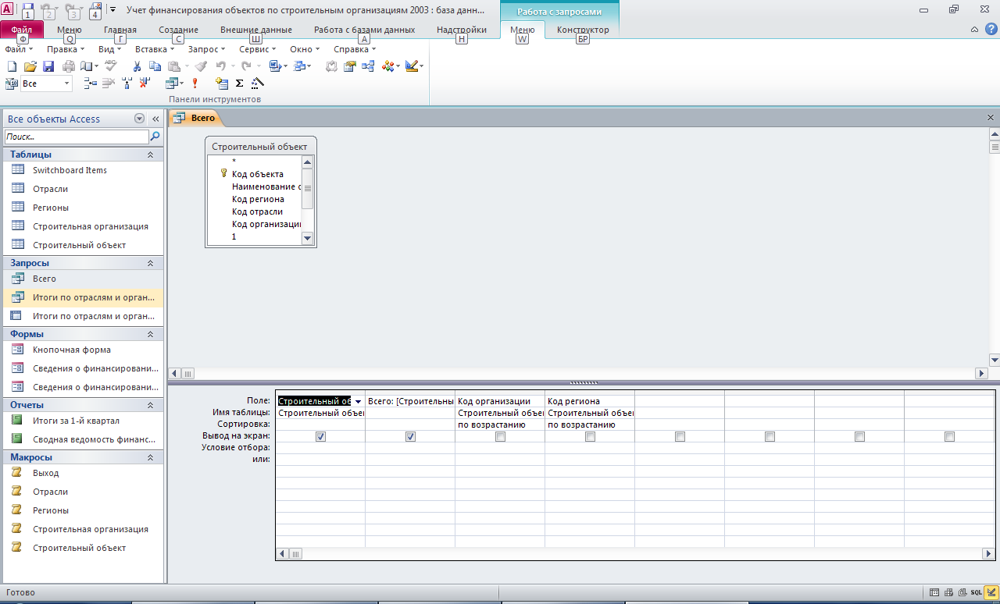 1 2 3 4 Учет финансирования объектов по строительным организациям 2003 : база данн... Работа с запросами
Файл Меню Главная Создание Внешние данные Работа с базами данных Надстройки Меню Конструктор
Ф Q Г С Ш А Н W БР
Файл Правка Вид Вставка Запрос Сервис Окно Справка
Все
Панели инструментов
Все объекты Access
Поиск...
Таблицы
Switchboard Items
Отрасли
Регионы
Строительная организация
Строительный объект
Запросы
Всего
Итоги по отраслям и орган...
Итоги по отраслям и орган...
Формы
Кнопочная форма
Сведения о финансировани...
Сведения о финансировани...
Отчеты
Итоги за 1-й квартал
Сводная ведомость финанс...
Макросы
Выход
Отрасли
Регионы
Строительная организация
Строительный объект
Всего
Строительный объект
*
Код объекта
Наименование о
Код региона
Код отрасли
Код организации
1
Поле: Строительный об Всего: [Строительны Код организации Код региона
Имя таблицы: Строительный объек Строительный объек Строительный объек
Сортировка: по возрастанию по возрастанию
Вывод на экран:
Условие отбора:
или:
Готово SQL